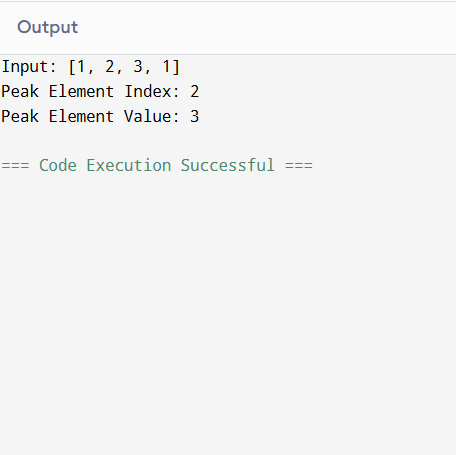 Output
Input: [1, 2, 3, 1]
Peak Element Index: 2
Peak Element Value: 3
=== Code Execution Successful ===